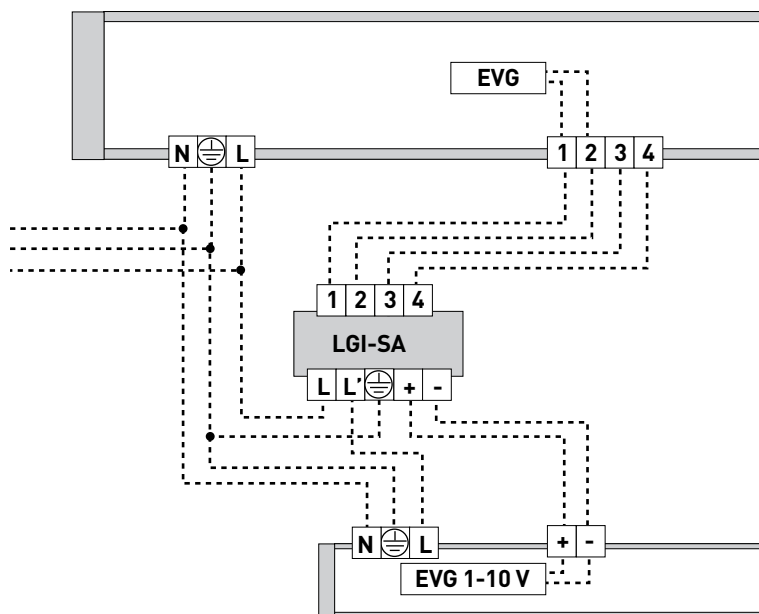 EVG
N L
1 2 3 4
1 2 3 4
LGI-SA
L L’ + -
N L
+ -
EVG 1-10 V